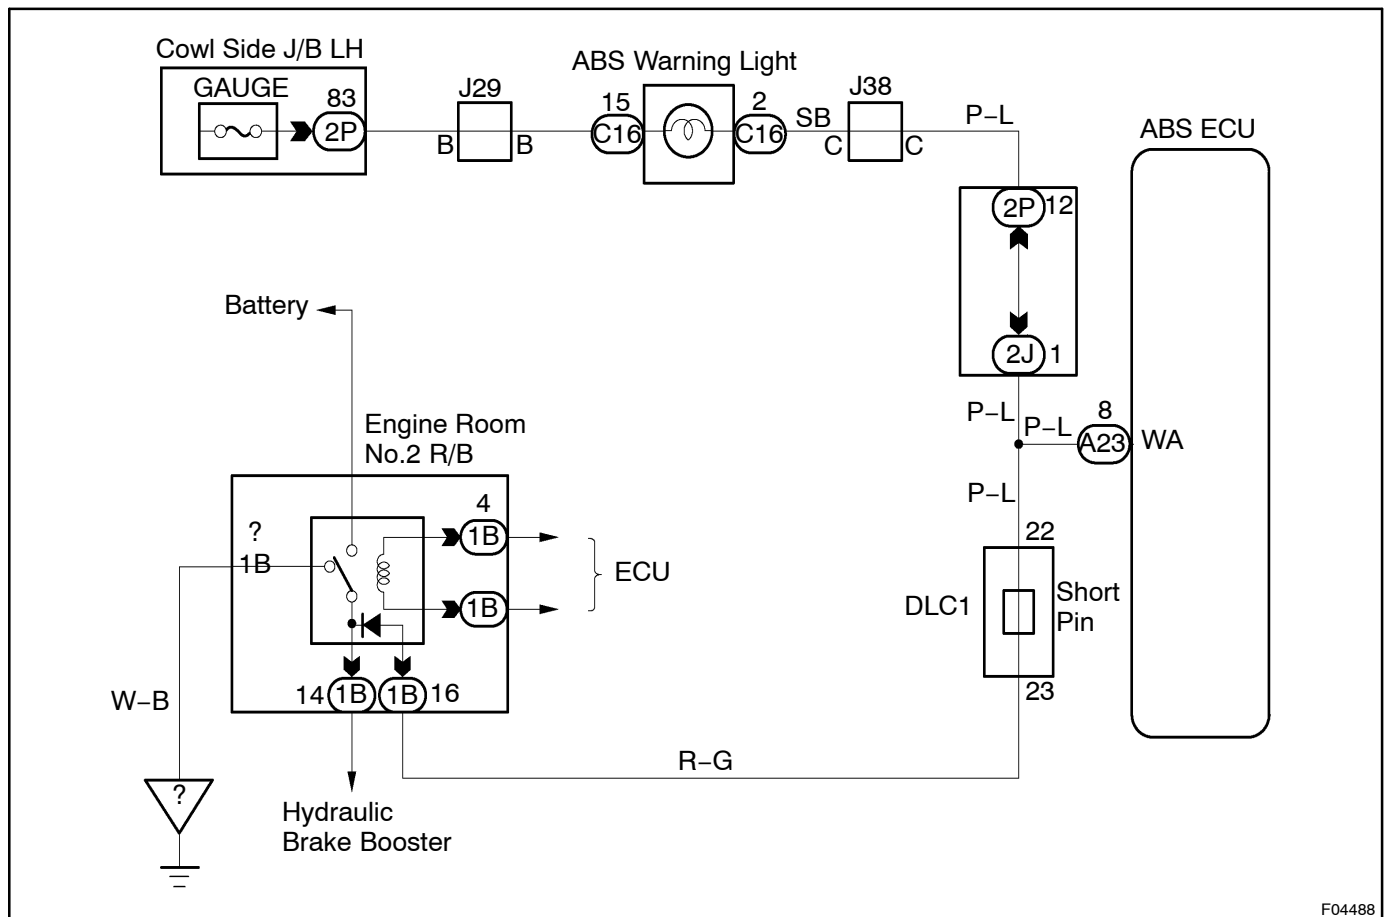 Cowl Side J/B LH
GAUGE
83
2P
J29
B
B
ABS Warning Light
15
C16
2
C16
SB
J38
C
C
P–L
ABS ECU
2P
12
2J
1
P–L
P–L
8
A23
WA
P–L
22
DLC1
Short
Pin
23
Battery
Engine Room
No.2 R/B
?
1B
4
1B
1B
ECU
14
1B
1B
16
W–B
?
R–G
Hydraulic
Brake Booster
F04488